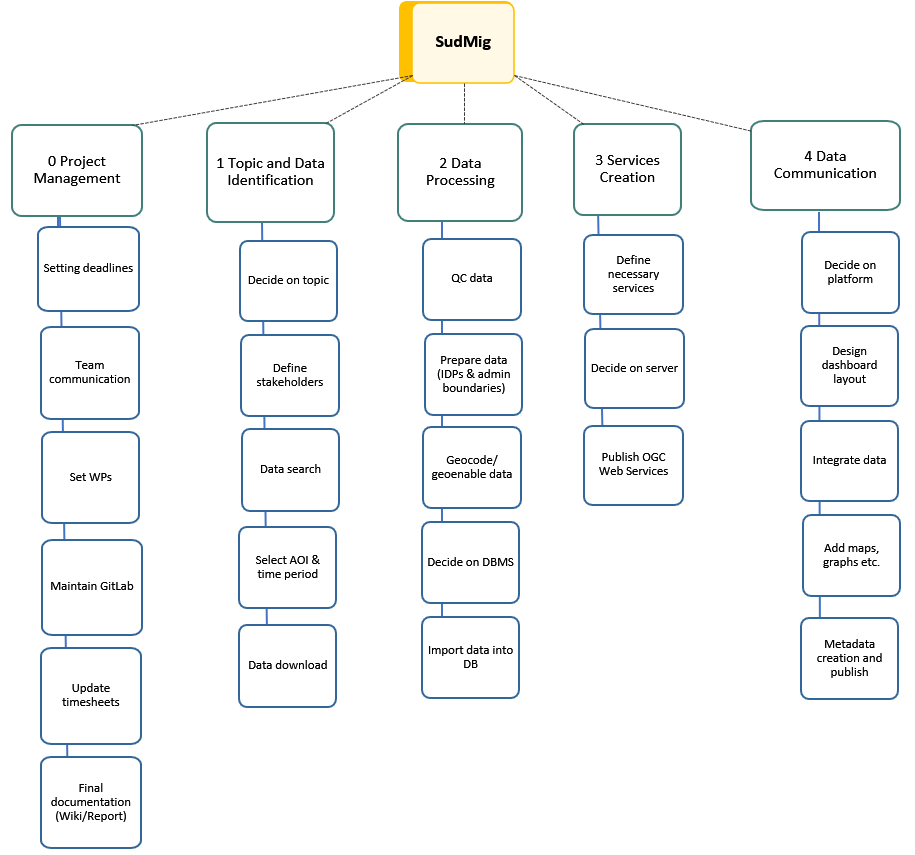 SudMig
0 Project
Management
Setting deadlines
Team
communication
Set WPs
Maintain GitLab
Update
timesheets
Final
documentation
(Wiki/Report)
1 Topic and Data
Identification
Decide on topic
Define
stakeholders
Data search
Select AOI &
time period
Data download
2 Data
Processing
QC data
Prepare data
(IDPs & admin
boundaries)
Geocode/
geoenable data
Decide on DBMS
Import data into
DB
3 Services
Creation
Define
necessary
services
Decide on server
Publish OGC
Web Services
4 Data
Communication
Decide on
platform
Design
dashboard
layout
Integrate data
Add maps,
graphs etc.
Metadata
creation and
publish